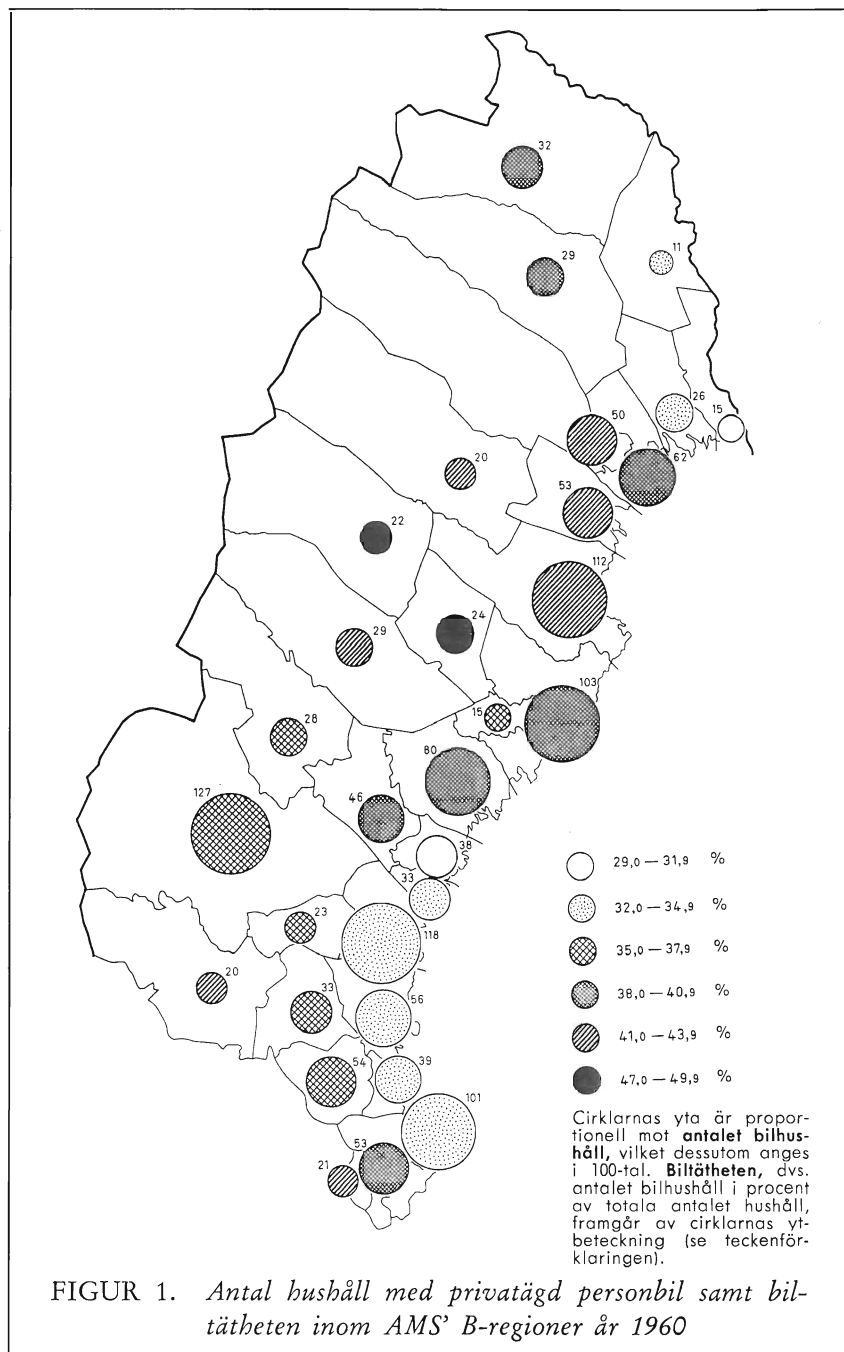 32
11
29
26
15
50
62
20
53
22
112
24
29
103
15
28
80
127
46
38
33
23
118
20
33
56
54
39
101
53
21
29,0 — 31,9 %
32,0 — 34,9 %
35,0 — 37,9 %
38,0 — 40,9 %
41,0 — 43,9 %
47,0 — 49,9 %
Cirklarnas yta är propor-
tionell mot antalet bilhus-
håll, vilket dessutom anges
i 100-tal. Biltätheten, dvs.
antalet bilhushåll i procent
av totala antalet hushåll,
framgår av cirklarnas yt-
beteckning (se teckenför-
klaringen).
FIGUR 1. Antal hushåll med privatägd personbil samt bil-
tätheten inom AMS' B-regioner år 1960